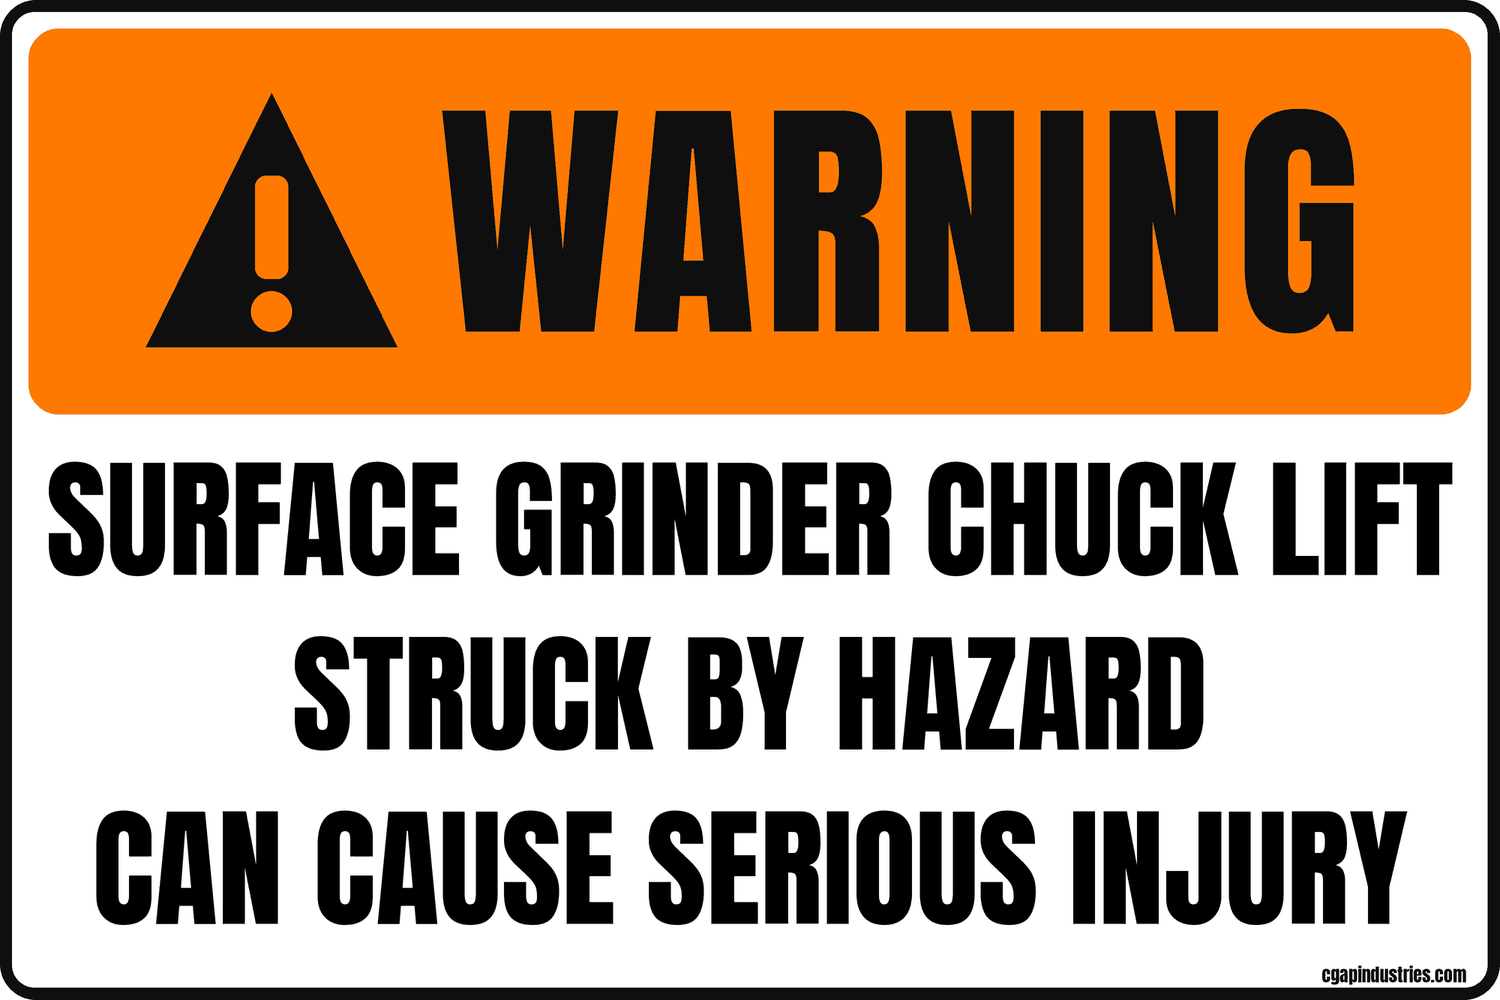 WARNING
SURFACE GRINDER CHUCK LIFT
STRUCK BY HAZARD
CAN CAUSE SERIOUS INJURY
cgapindustries.com